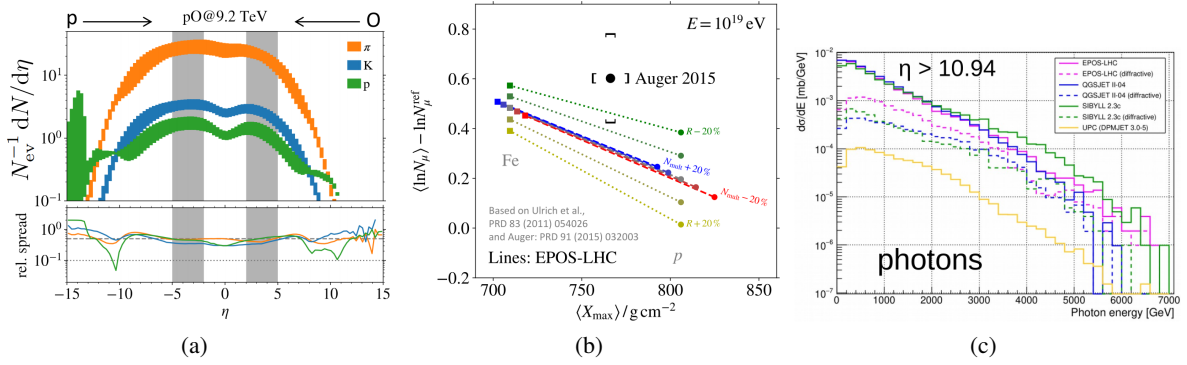 p pO@9.2 TeV O
π
K
p
N_ev^{-1} dN/dη
10^1
10^0
10^{-1}
rel. spread
10^0
10^{-1}
−15 −10 −5 0 5 10 15
η
(a)
E = 10^{19} eV
Auger 2015
⟨ln N_μ⟩ − ln N_μ^{ref}
0.8
0.6
0.4
0.2
0.0
−0.2
Fe
R−20%
N_mult+20%
N_mult−20%
R+20%
Based on Ulrich et al.,
PRD 83 (2011) 054026
and Auger: PRD 91 (2015) 032003
p
Lines: EPOS-LHC
700 750 800 850
⟨X_max⟩ / g cm^{−2}
(b)
dσ/dE [mb/GeV]
10^{-2}
10^{-3}
10^{-4}
10^{-5}
10^{-6}
10^{-7}
η > 10.94
EPOS-LHC
EPOS-LHC (diffractive)
QGSJET II-04
QGSJET II-04 (diffractive)
SIBYLL 2.3c
SIBYLL 2.3c (diffractive)
UPC (DPMJET 3.0-5)
photons
0 1000 2000 3000 4000 5000 6000 7000
Photon energy [GeV]
(c)